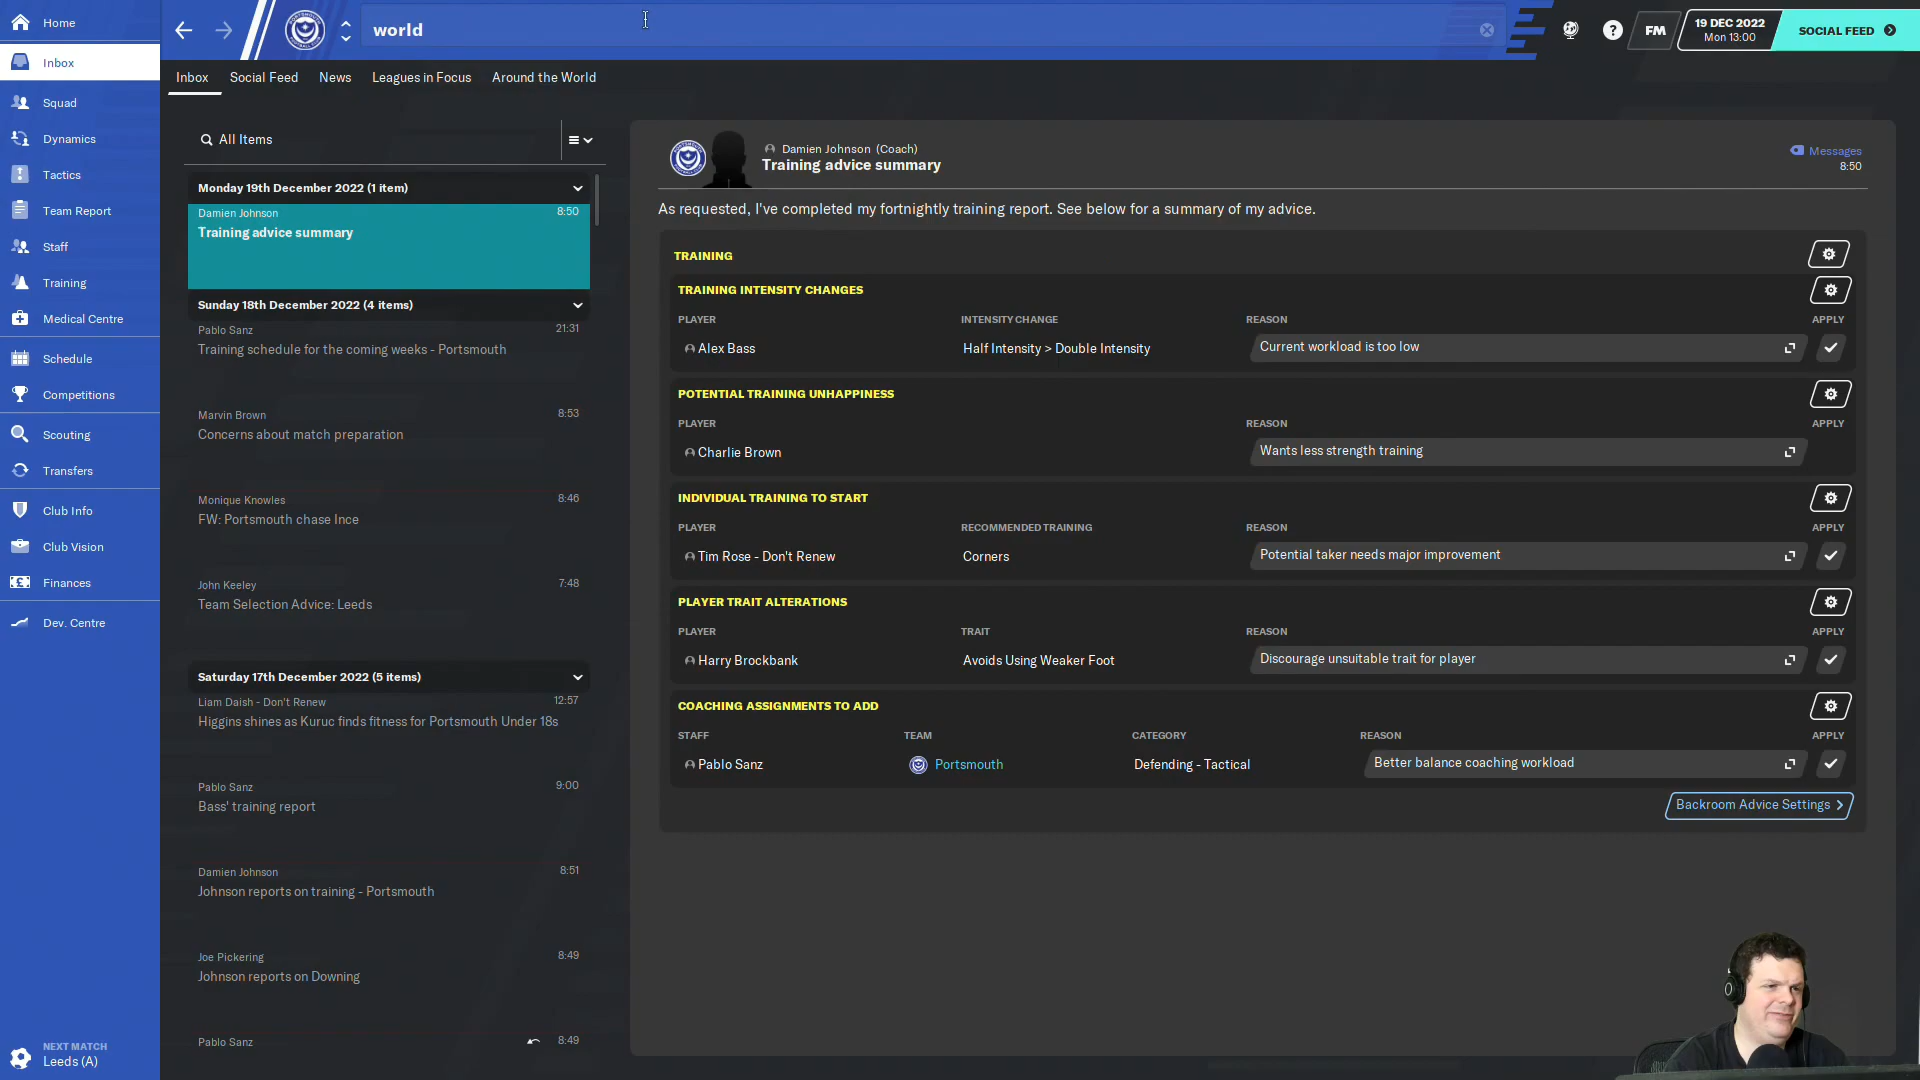 Home
Inbox
Squad
Dynamics
Tactics
Team Report
Staff
Training
Medical Centre
Schedule
Competitions
Scouting
Transfers
Club Info
Club Vision
Finances
Dev. Centre
NEXT MATCH
Leeds (A)
world
FM
19 DEC 2022
Mon 13:00
SOCIAL FEED
Inbox Social Feed News Leagues in Focus Around the World
All Items
Monday 19th December 2022 (1 item)
Damien Johnson 8:50
Training advice summary
Sunday 18th December 2022 (4 items)
Pablo Sanz 21:31
Training schedule for the coming weeks - Portsmouth
Marvin Brown 8:53
Concerns about match preparation
Monique Knowles 8:46
FW: Portsmouth chase Ince
John Keeley 7:48
Team Selection Advice: Leeds
Saturday 17th December 2022 (5 items)
Liam Daish - Don't Renew 12:57
Higgins shines as Kuruc finds fitness for Portsmouth Under 18s
Pablo Sanz 9:00
Bass' training report
Damien Johnson 8:51
Johnson reports on training - Portsmouth
Joe Pickering 8:49
Johnson reports on Downing
Pablo Sanz 8:49
Damien Johnson (Coach)
Training advice summary
Messages
8:50
As requested, I've completed my fortnightly training report. See below for a summary of my advice.
TRAINING
TRAINING INTENSITY CHANGES
PLAYER INTENSITY CHANGE REASON APPLY
Alex Bass Half Intensity > Double Intensity Current workload is too low
POTENTIAL TRAINING UNHAPPINESS
PLAYER REASON APPLY
Charlie Brown Wants less strength training
INDIVIDUAL TRAINING TO START
PLAYER RECOMMENDED TRAINING REASON APPLY
Tim Rose - Don't Renew Corners Potential taker needs major improvement
PLAYER TRAIT ALTERATIONS
PLAYER TRAIT REASON APPLY
Harry Brockbank Avoids Using Weaker Foot Discourage unsuitable trait for player
COACHING ASSIGNMENTS TO ADD
STAFF TEAM CATEGORY REASON APPLY
Pablo Sanz Portsmouth Defending - Tactical Better balance coaching workload
Backroom Advice Settings >